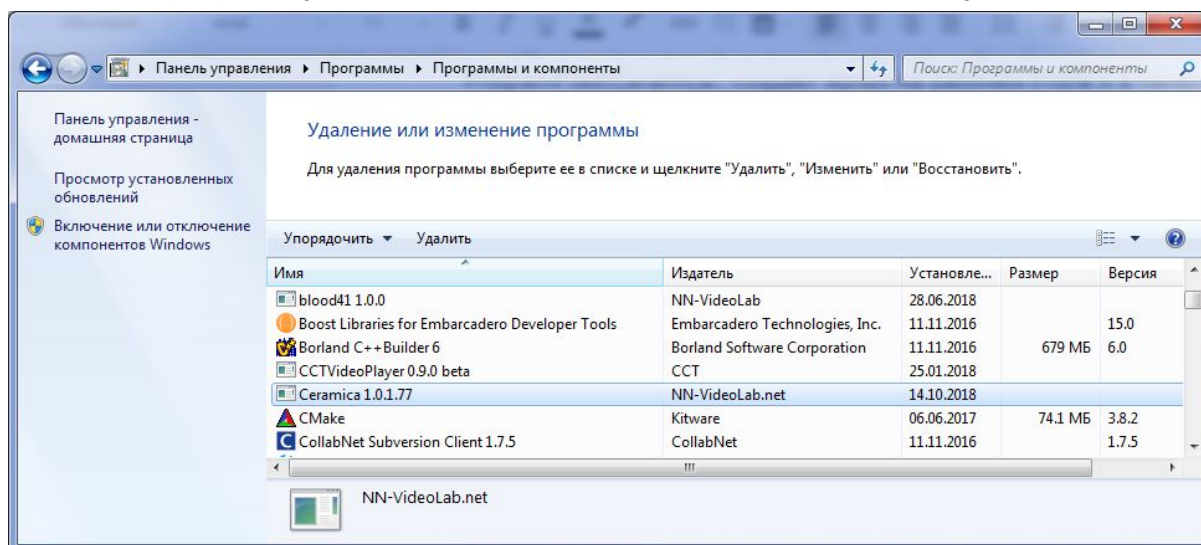 Панель управления ▸ Программы ▸ Программы и компоненты
Поиск: Программы и компоненты
Панель управления -
домашняя страница
Просмотр установленных
обновлений
Включение или отключение
компонентов Windows
Удаление или изменение программы
Для удаления программы выберите ее в списке и щелкните "Удалить", "Изменить" или "Восстановить".
Упорядочить Удалить
Имя Издатель Установле... Размер Версия
blood41 1.0.0 NN-VideoLab 28.06.2018
Boost Libraries for Embarcadero Developer Tools Embarcadero Technologies, Inc. 11.11.2016 15.0
Borland C++Builder 6 Borland Software Corporation 11.11.2016 679 МБ 6.0
CCTVideoPlayer 0.9.0 beta CCT 25.01.2018
Ceramica 1.0.1.77 NN-VideoLab.net 14.10.2018
CMake Kitware 06.06.2017 74.1 МБ 3.8.2
CollabNet Subversion Client 1.7.5 CollabNet 11.11.2016 1.7.5
NN-VideoLab.net